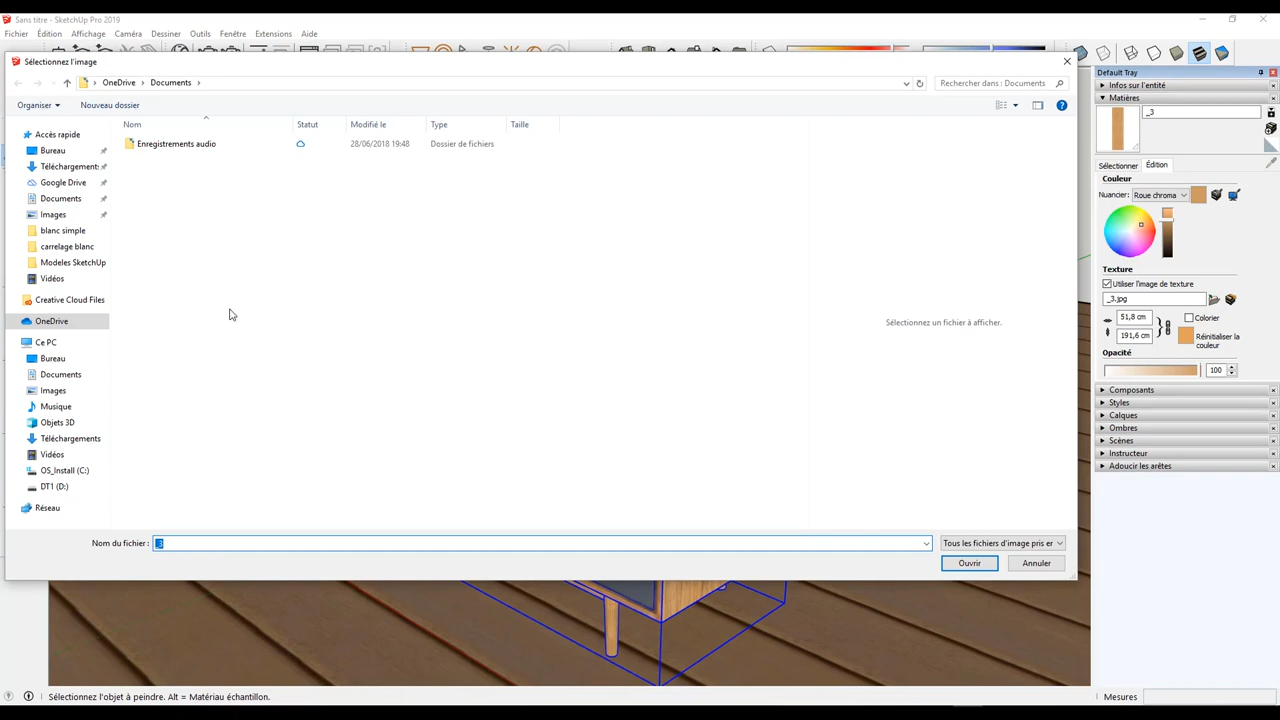 Sans titre - SketchUp Pro 2019
Fichier Édition Affichage Caméra Dessiner Outils Fenêtre Extensions Aide
Sélectionnez l'image
OneDrive Documents
Rechercher dans : Documents
Organiser Nouveau dossier
Nom Statut Modifié le Type Taille
Enregistrements audio 28/06/2018 19:48 Dossier de fichiers
Accès rapide
Bureau
Téléchargements
Google Drive
Documents
Images
blanc simple
carrelage blanc
Modeles SketchUp
Vidéos
Creative Cloud Files
OneDrive
Ce PC
Bureau
Documents
Images
Musique
Objets 3D
Téléchargements
Vidéos
OS_Install (C:)
DT1 (D:)
Réseau
Sélectionnez un fichier à afficher.
Nom du fichier : _3
Tous les fichiers d'image pris er
Ouvrir Annuler
Default Tray
Infos sur l'entité
Matières
_3
Sélectionner Édition
Couleur
Nuancier: Roue chroma
Texture
Utiliser l'image de texture
_3.jpg
51,8 cm
Colorier
191,6 cm
Réinitialiser la
couleur
Opacité
100
Composants
Styles
Calques
Ombres
Scènes
Instructeur
Adoucir les arêtes
Sélectionnez l'objet à peindre. Alt = Matériau échantillon.
Mesures